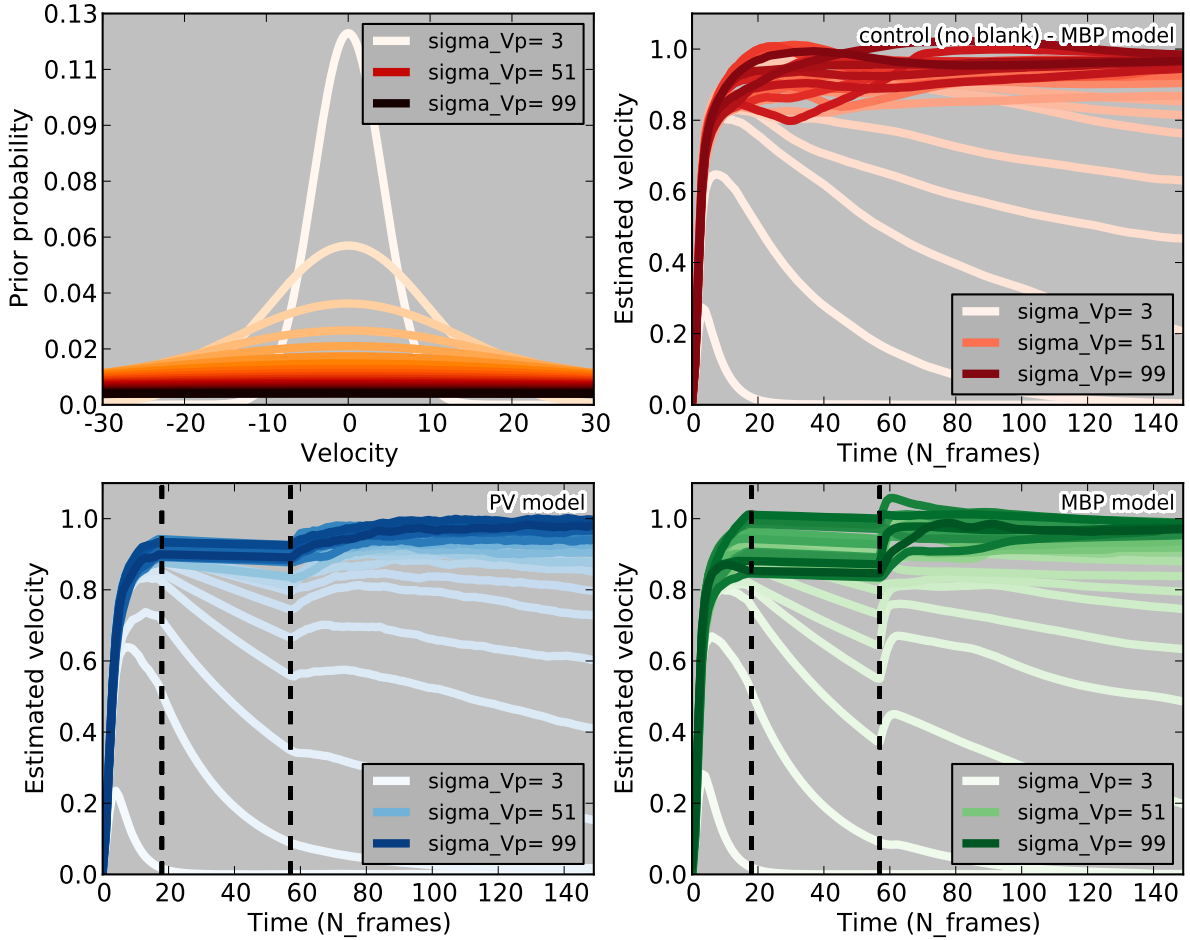 0.13
0.13
0.11
0.09
0.08
0.06
0.04
0.02
0.0
Prior probability
-30
-20
-10
0
10
20
30
Velocity
sigma_Vp= 3
sigma_Vp= 51
sigma_Vp= 99
control (no blank) - MBP model
1.0
0.8
0.6
0.4
0.2
0.0
Estimated velocity
0
20
40
60
80
100
120
140
Time (N_frames)
sigma_Vp= 3
sigma_Vp= 51
sigma_Vp= 99
PV model
1.0
0.8
0.6
0.4
0.2
0.0
Estimated velocity
0
20
40
60
80
100
120
140
Time (N_frames)
sigma_Vp= 3
sigma_Vp= 51
sigma_Vp= 99
MBP model
1.0
0.8
0.6
0.4
0.2
0.0
Estimated velocity
0
20
40
60
80
100
120
140
Time (N_frames)
sigma_Vp= 3
sigma_Vp= 51
sigma_Vp= 99